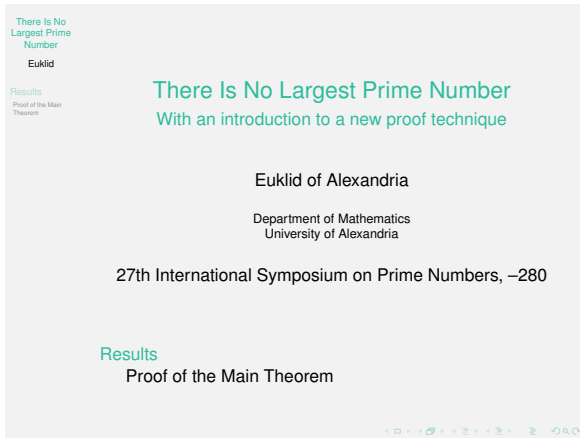 There Is No
Largest Prime
Number
Euklid
Results
Proof of the Main
Theorem
There Is No Largest Prime Number
With an introduction to a new proof technique
Euklid of Alexandria
Department of Mathematics
University of Alexandria
27th International Symposium on Prime Numbers, –280
Results
Proof of the Main Theorem